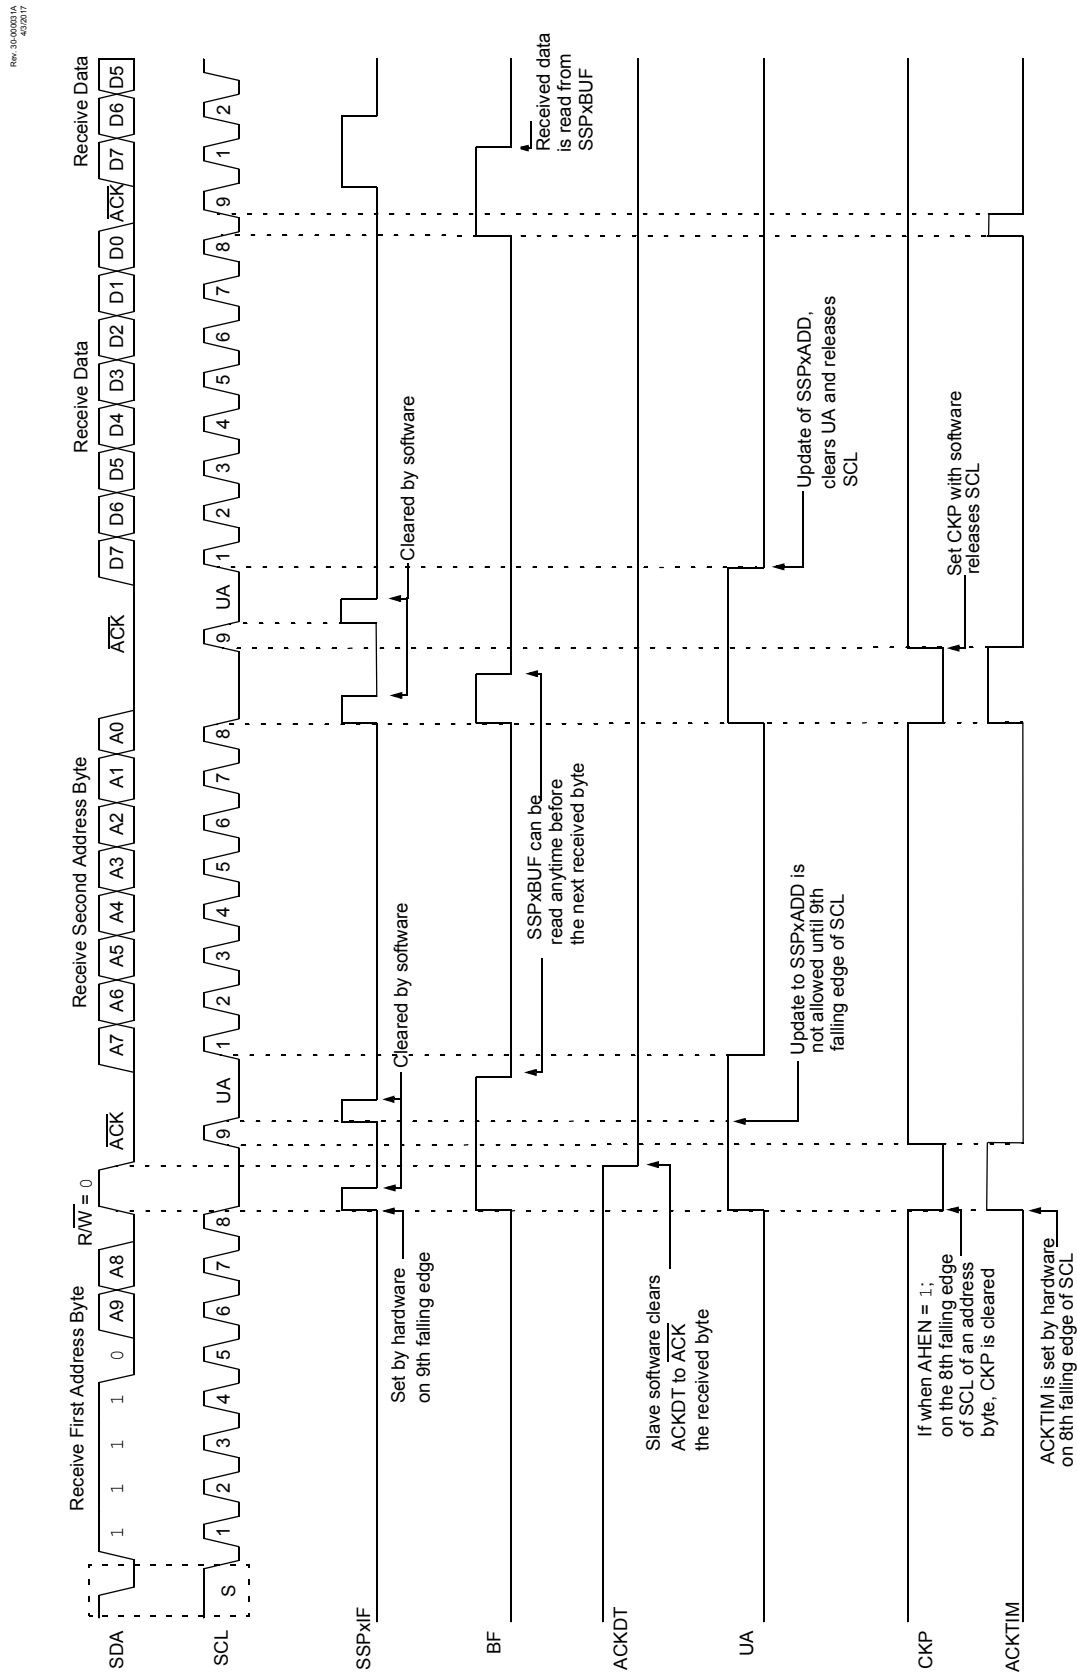 Rev. 30-000031A
4/3/2017
Receive First Address Byte
R/W = 0
Receive Second Address Byte
Receive Data
Receive Data
SDA
1 1 1 1 0 A9 A8 ACK A7 A6 A5 A4 A3 A2 A1 A0 ACK D7 D6 D5 D4 D3 D2 D1 D0 ACK D7 D6 D5
SCL
S 1 2 3 4 5 6 7 8 9 UA 1 2 3 4 5 6 7 8 9 UA 1 2 3 4 5 6 7 8 9 1 2
SSPxIF
Set by hardware
on 9th falling edge
Cleared by software
Cleared by software
BF
SSPxBUF can be
read anytime before
the next received byte
Received data
is read from
SSPxBUF
ACKDT
Slave software clears
ACKDT to ACK
the received byte
UA
Update to SSPxADD is
not allowed until 9th
falling edge of SCL
Update of SSPxADD,
clears UA and releases
SCL
CKP
If when AHEN = 1;
on the 8th falling edge
of SCL of an address
byte, CKP is cleared
Set CKP with software
releases SCL
ACKTIM
ACKTIM is set by hardware
on 8th falling edge of SCL